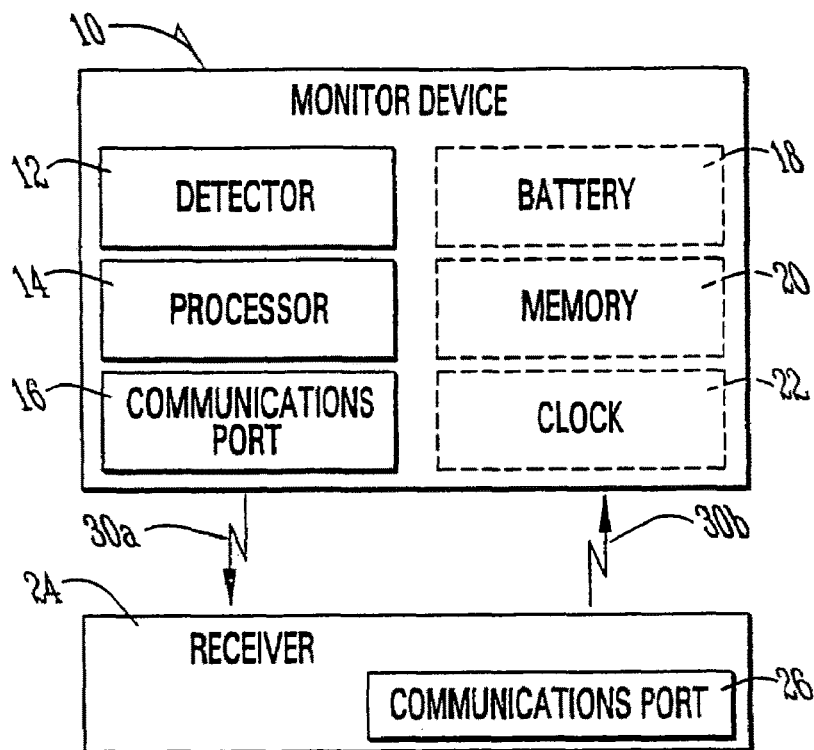 10
MONITOR DEVICE
12
DETECTOR
BATTERY
18
14
PROCESSOR
MEMORY
20
16
COMMUNICATIONS
PORT
CLOCK
22
30a
30b
24
RECEIVER
COMMUNICATIONS PORT
26